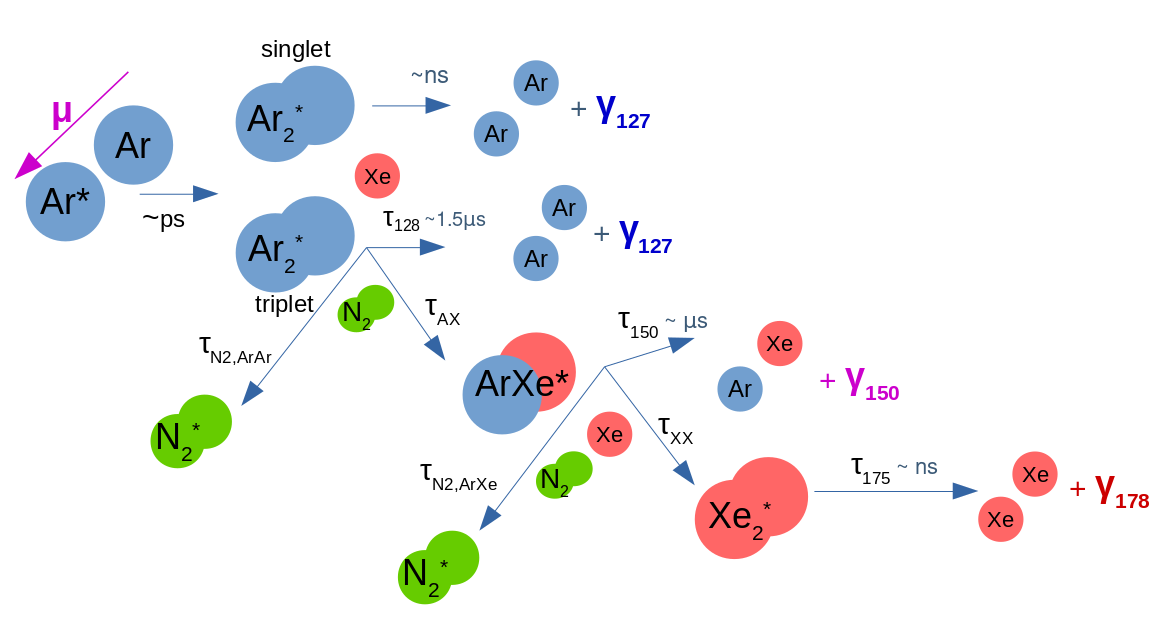 singlet
~ns
Ar
Ar
+ γ127
μ
Ar
Ar*
~ps
Ar2*
Xe
τ128 ~1.5μs
Ar
Ar
+ γ127
Ar2*
triplet
N2
τAX
τN2,ArAr
N2*
ArXe*
τ150 ~ μs
Xe
Ar
+ γ150
Xe
τXX
N2
τN2,ArXe
N2*
Xe2*
τ175 ~ ns
Xe
Xe
+ γ178